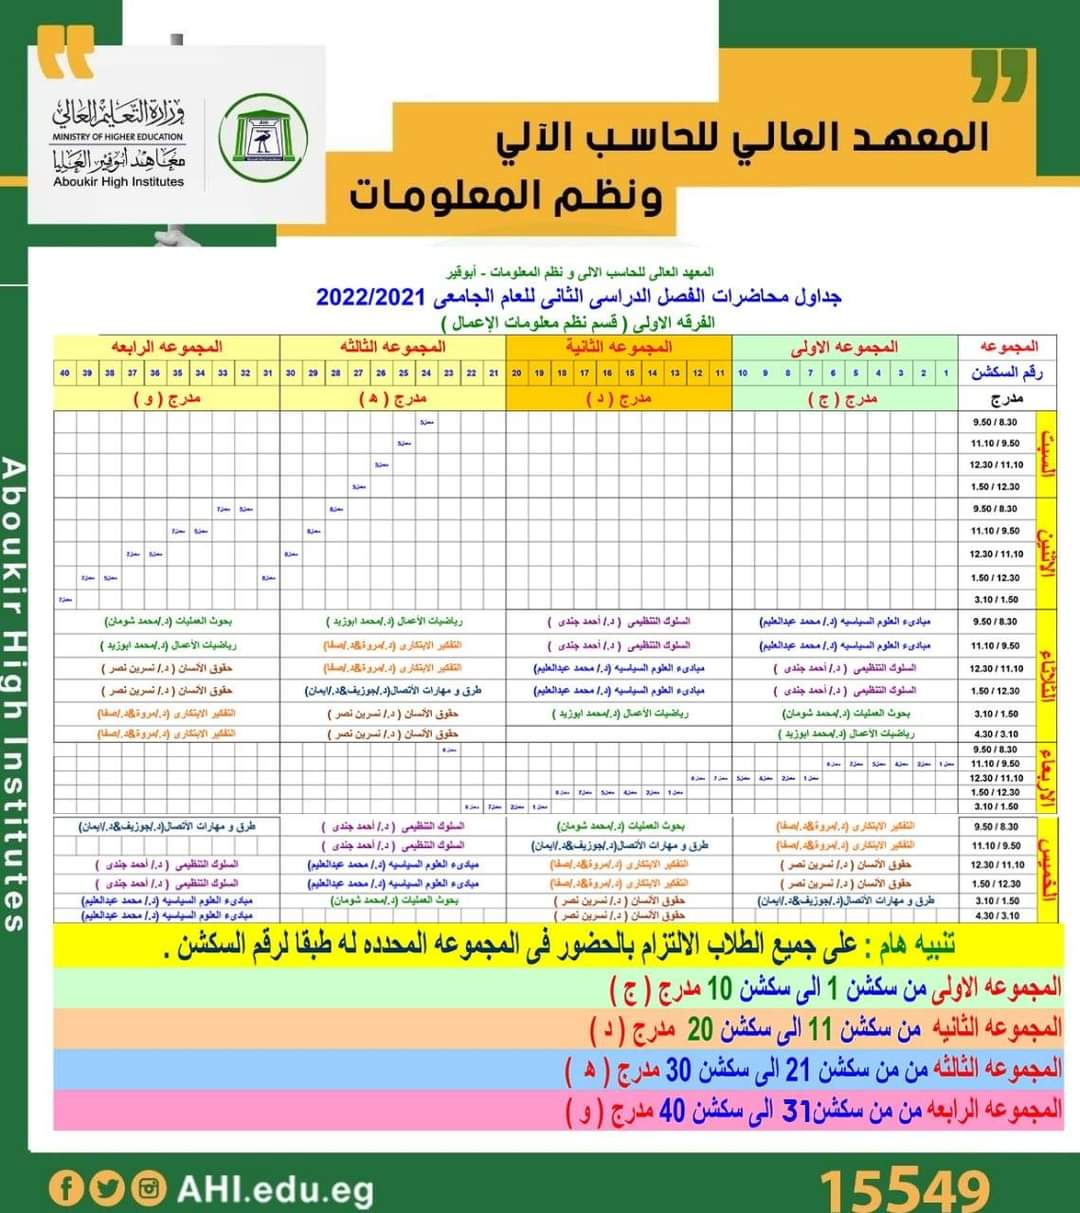 وزارة التعليم العالي
MINISTRY OF HIGHER EDUCATION
معاهد أبوقير العليا
Aboukir High Institutes
المعهد العالي للحاسب الآلي
ونظم المعلومات
المعهد العالى للحاسب الالى و نظم المعلومات - أبوقير
جداول محاضرات الفصل الدراسى الثانى للعام الجامعى 2022/2021
الفرقه الاولى ( قسم نظم معلومات الإعمال )
المجموعه المجموعه الاولى المجموعه الثانية المجموعه الثالثه المجموعه الرابعه
رقم السكشن 1 2 3 4 5 6 7 8 9 10 11 12 13 14 15 16 17 18 19 20 21 22 23 24 25 26 27 28 29 30 31 32 33 34 35 36 37 38 39 40
مدرج مدرج ( ج ) مدرج ( د ) مدرج ( ه ) مدرج ( و )
السبت
9.50 / 8.30
11.10 / 9.50
12.30 / 11.10
1.50 / 12.30
الاثنين
9.50 / 8.30
11.10 / 9.50
12.30 / 11.10
1.50 / 12.30
3.10 / 1.50
الثلاثاء
9.50 / 8.30 مبادىء العلوم السياسيه (د./ محمد عبدالعليم) السلوك التنظيمى ( د./ أحمد جندى ) رياضيات الأعمال (د./محمد ابوزيد ) بحوث العمليات (د./محمد شومان)
11.10 / 9.50 مبادىء العلوم السياسيه (د./ محمد عبدالعليم) السلوك التنظيمى ( د./ أحمد جندى ) التفكير الابتكارى (د./مروة&د./صفا) رياضيات الأعمال (د./محمد ابوزيد )
12.30 / 11.10 السلوك التنظيمى ( د./ أحمد جندى ) مبادىء العلوم السياسيه (د./ محمد عبدالعليم) التفكير الابتكارى (د./مروة&د./صفا) حقوق الأنسان ( د./ نسرين نصر )
1.50 / 12.30 السلوك التنظيمى ( د./ أحمد جندى ) مبادىء العلوم السياسيه (د./ محمد عبدالعليم) طرق و مهارات الأتصال(د./جوزيف&د./ايمان) حقوق الأنسان ( د./ نسرين نصر )
3.10 / 1.50 بحوث العمليات (د./محمد شومان) رياضيات الأعمال (د./محمد ابوزيد ) حقوق الأنسان ( د./ نسرين نصر ) التفكير الابتكارى (د./مروة&د./صفا)
4.30 / 3.10 رياضيات الأعمال (د./محمد ابوزيد ) حقوق الأنسان ( د./ نسرين نصر ) التفكير الابتكارى (د./مروة&د./صفا)
الاربعاء
9.50 / 8.30
11.10 / 9.50
12.30 / 11.10
1.50 / 12.30
3.10 / 1.50
الخميس
9.50 / 8.30 التفكير الابتكارى (د./مروة&د./صفا) بحوث العمليات (د./محمد شومان) السلوك التنظيمى ( د./ أحمد جندى ) طرق و مهارات الأتصال(د./جوزيف&د./ايمان)
11.10 / 9.50 التفكير الابتكارى (د./مروة&د./صفا) طرق و مهارات الأتصال(د./جوزيف&د./ايمان) السلوك التنظيمى ( د./ أحمد جندى )
12.30 / 11.10 حقوق الأنسان ( د./ نسرين نصر ) التفكير الابتكارى (د./مروة&د./صفا) مبادىء العلوم السياسيه (د./ محمد عبدالعليم) السلوك التنظيمى ( د./ أحمد جندى )
1.50 / 12.30 حقوق الأنسان ( د./ نسرين نصر ) التفكير الابتكارى (د./مروة&د./صفا) مبادىء العلوم السياسيه (د./ محمد عبدالعليم) السلوك التنظيمى ( د./ أحمد جندى )
3.10 / 1.50 طرق و مهارات الأتصال(د./جوزيف&د./ايمان) حقوق الأنسان ( د./ نسرين نصر ) بحوث العمليات (د./محمد شومان) مبادىء العلوم السياسيه (د./ محمد عبدالعليم)
4.30 / 3.10 حقوق الأنسان ( د./ نسرين نصر ) مبادىء العلوم السياسيه (د./ محمد عبدالعليم)
تنبيه هام : على جميع الطلاب الالتزام بالحضور فى المجموعه المحدده له طبقا لرقم السكشن .
المجموعه الاولى من سكشن 1 الى سكشن 10 مدرج ( ج )
المجموعه الثانيه من سكشن 11 الى سكشن 20 مدرج ( د )
المجموعه الثالثه من من سكشن 21 الى سكشن 30 مدرج ( ه )
المجموعه الرابعه من من سكشن31 الى سكشن 40 مدرج ( و )
Aboukir High Institutes
AHI.edu.eg
15549